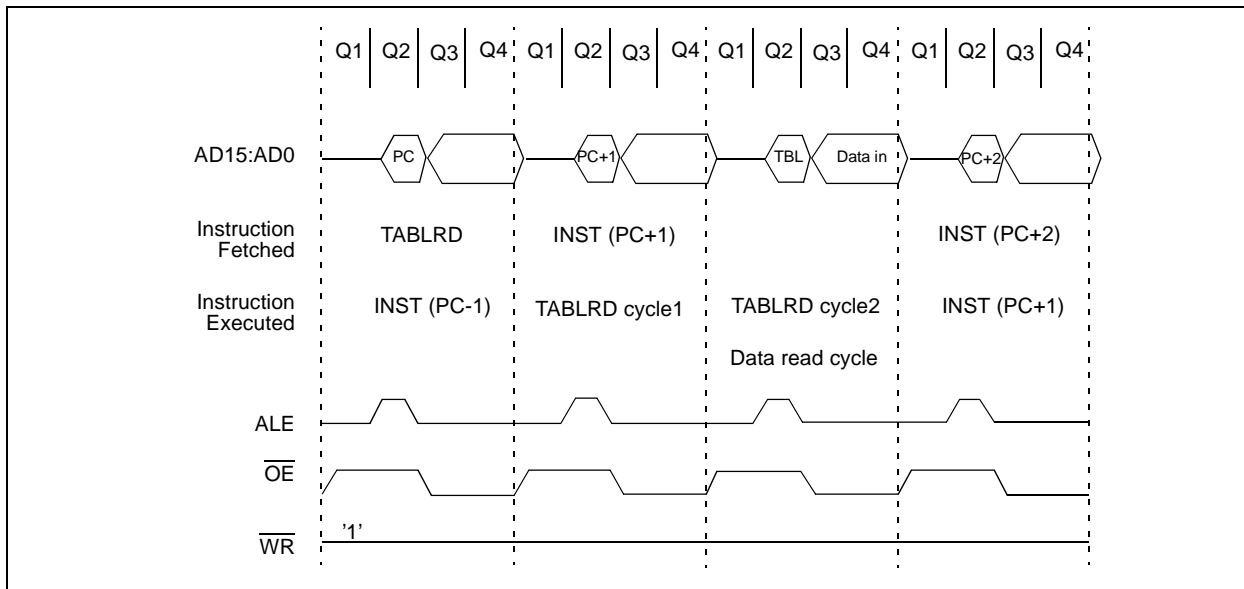 Q1 Q2 Q3 Q4 Q1 Q2 Q3 Q4 Q1 Q2 Q3 Q4 Q1 Q2 Q3 Q4
AD15:AD0 PC PC+1 TBL Data in PC+2
Instruction
Fetched TABLRD INST (PC+1) INST (PC+2)
Instruction
Executed INST (PC-1) TABLRD cycle1 TABLRD cycle2 INST (PC+1)
Data read cycle
ALE
OE
'1'
WR